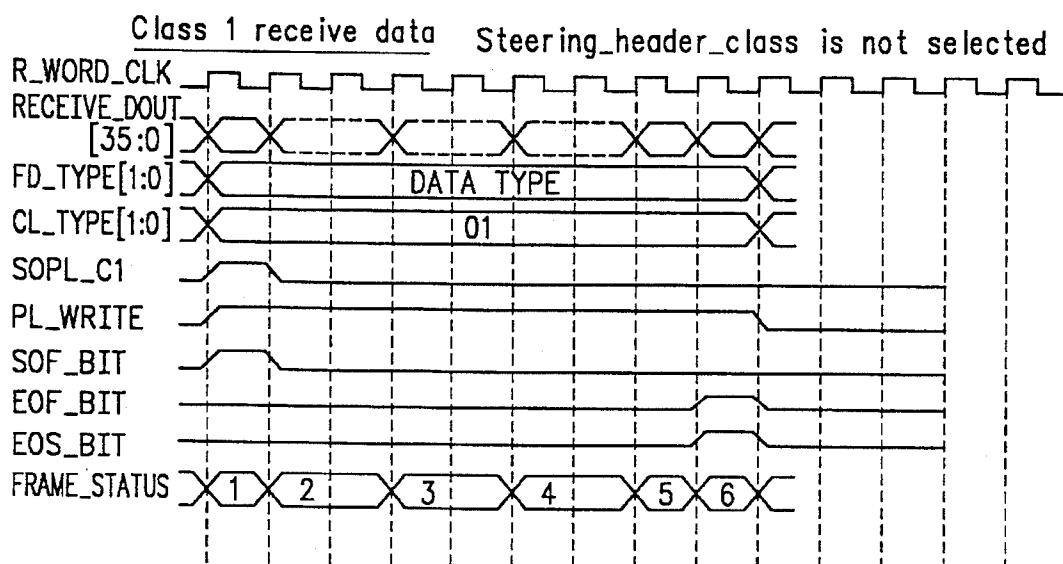 Class 1 receive data Steering_header_class is not selected
R_WORD_CLK
RECEIVE_DOUT
[35:0]
FD_TYPE[1:0] DATA TYPE
CL_TYPE[1:0] 01
SOPL_C1
PL_WRITE
SOF_BIT
EOF_BIT
EOS_BIT
FRAME_STATUS 1 2 3 4 5 6